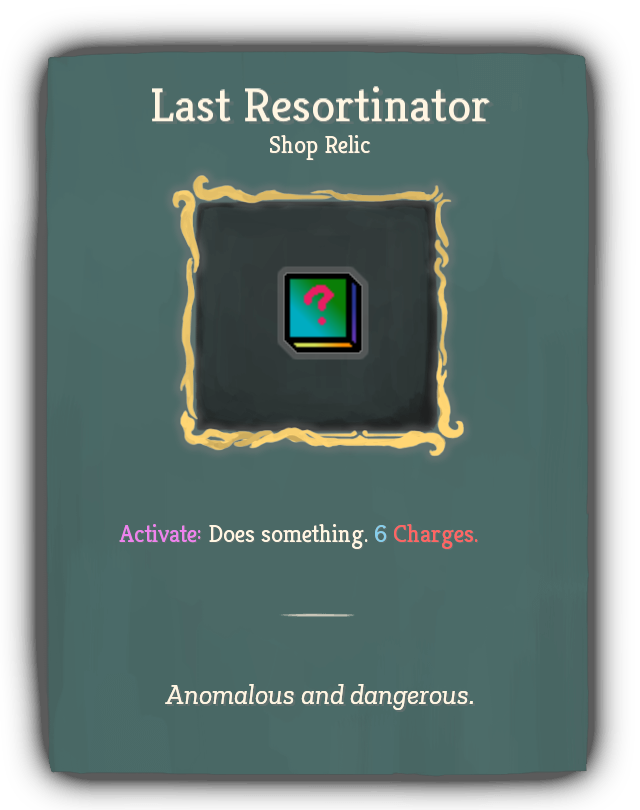 Last Resortinator
Shop Relic
?
Activate: Does something. 6 Charges.
Anomalous and dangerous.